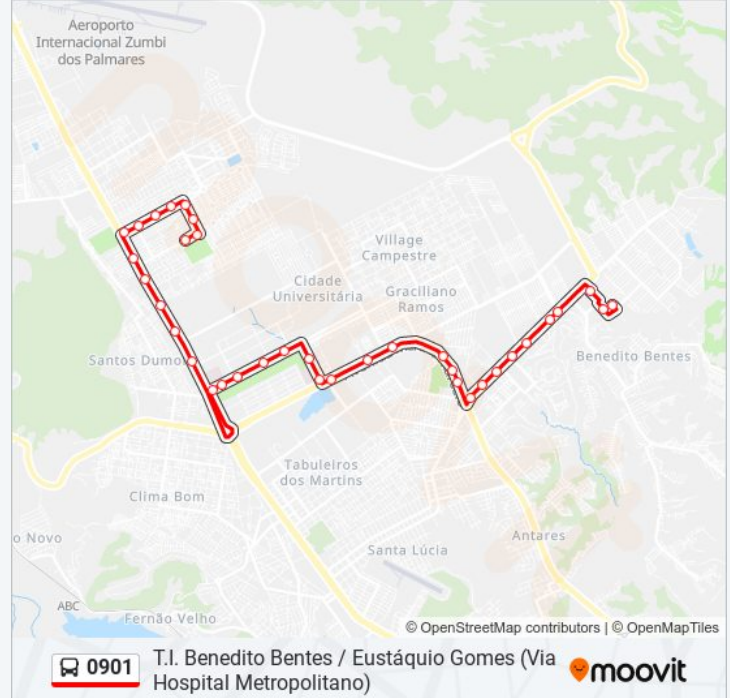 Aeroporto
Internacional Zumbi
dos Palmares
Village
Campestre
Cidade
Universitária
Graciliano
Ramos
Santos Dumo
Benedito Bentes
Tabuleiros
dos Martins
Clima Bom
Antares
o Novo
Santa Lúcia
ABC
Fernão Velho
© OpenStreetMap contributors | © OpenMapTiles
0901
T.I. Benedito Bentes / Eustáquio Gomes (Via
Hospital Metropolitano)
moovit